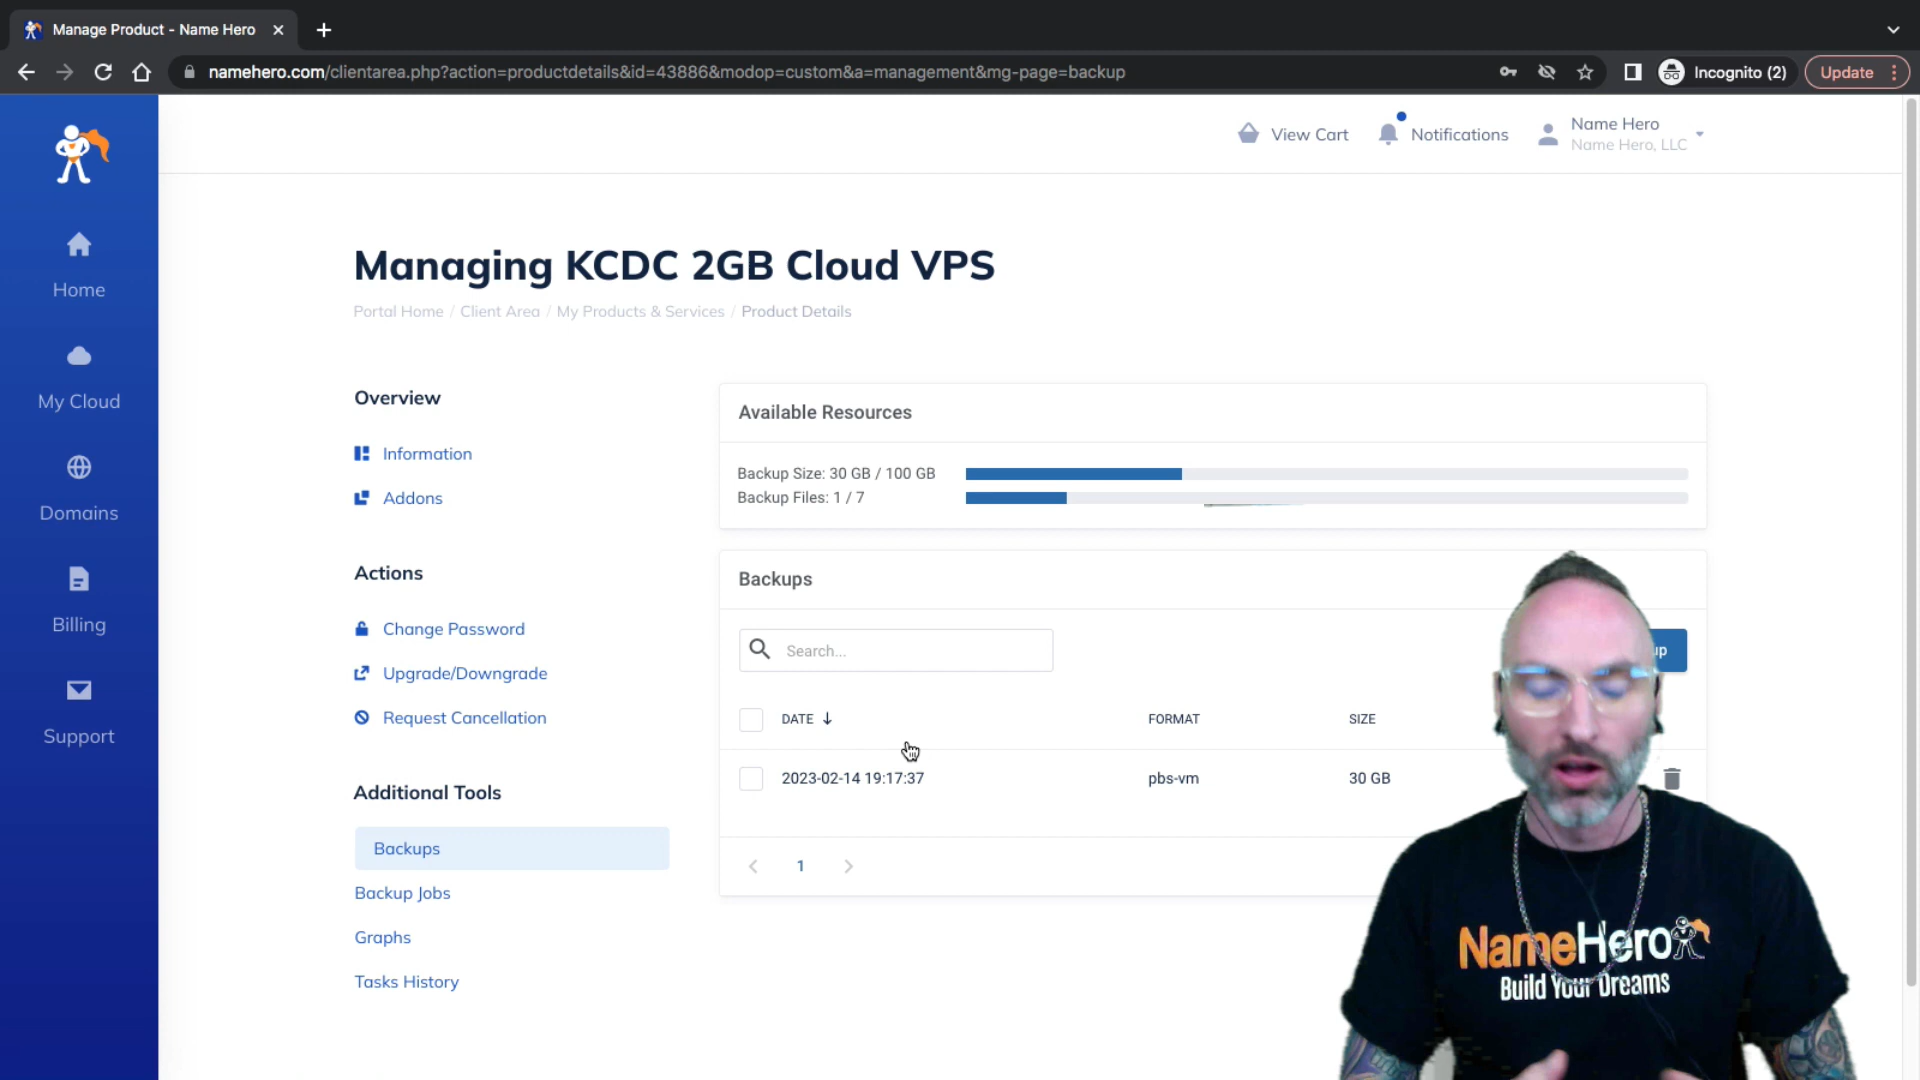 Manage Product - Name Hero
namehero.com/clientarea.php?action=productdetails&id=43886&modop=custom&a=management&mg-page=backup
Incognito (2)
Update
View Cart
Notifications
Name Hero
Name Hero, LLC
Home
My Cloud
Domains
Billing
Support
Managing KCDC 2GB Cloud VPS
Portal Home / Client Area / My Products & Services / Product Details
Overview
Information
Addons
Actions
Change Password
Upgrade/Downgrade
Request Cancellation
Additional Tools
Backups
Backup Jobs
Graphs
Tasks History
Available Resources
Backup Size: 30 GB / 100 GB
Backup Files: 1 / 7
Backups
Search...
DATE FORMAT SIZE
2023-02-14 19:17:37 pbs-vm 30 GB
1
NameHero
Build Your Dreams